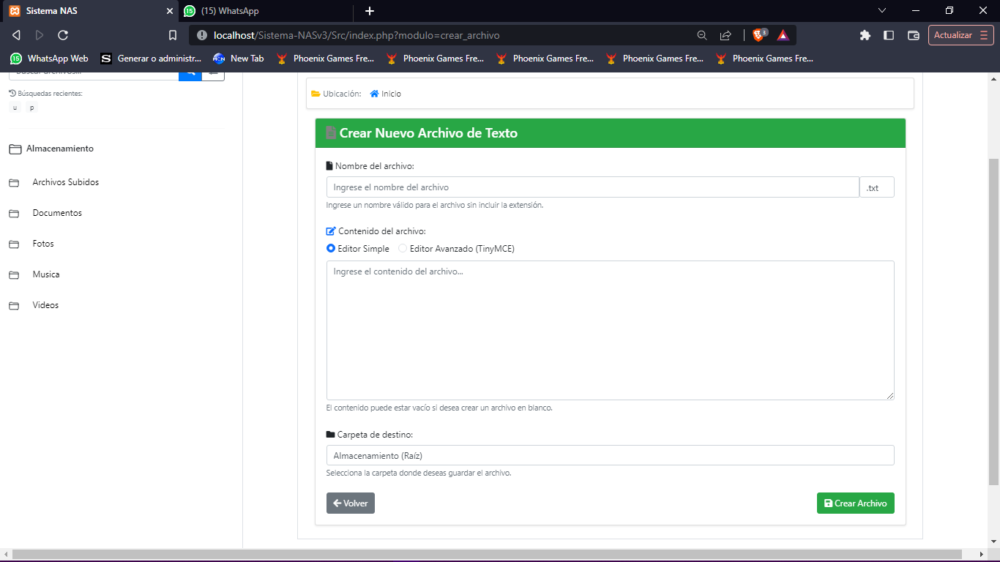 Sistema NAS
(15) WhatsApp
localhost/Sistema-NASv3/Src/index.php?modulo=crear_archivo
3
Actualizar
WhatsApp Web
Generar o administr...
New Tab
Phoenix Games Fre...
Phoenix Games Fre...
Phoenix Games Fre...
Phoenix Games Fre...
Phoenix Games Fre...
Buscar archivos...
Búsquedas recientes:
u p
Almacenamiento
Archivos Subidos
Documentos
Fotos
Musica
Videos
Ubicación: Inicio
Crear Nuevo Archivo de Texto
Nombre del archivo:
Ingrese el nombre del archivo .txt
Ingrese un nombre válido para el archivo sin incluir la extensión.
Contenido del archivo:
Editor Simple Editor Avanzado (TinyMCE)
Ingrese el contenido del archivo...
El contenido puede estar vacío si desea crear un archivo en blanco.
Carpeta de destino:
Almacenamiento (Raíz)
Selecciona la carpeta donde deseas guardar el archivo.
Volver
Crear Archivo